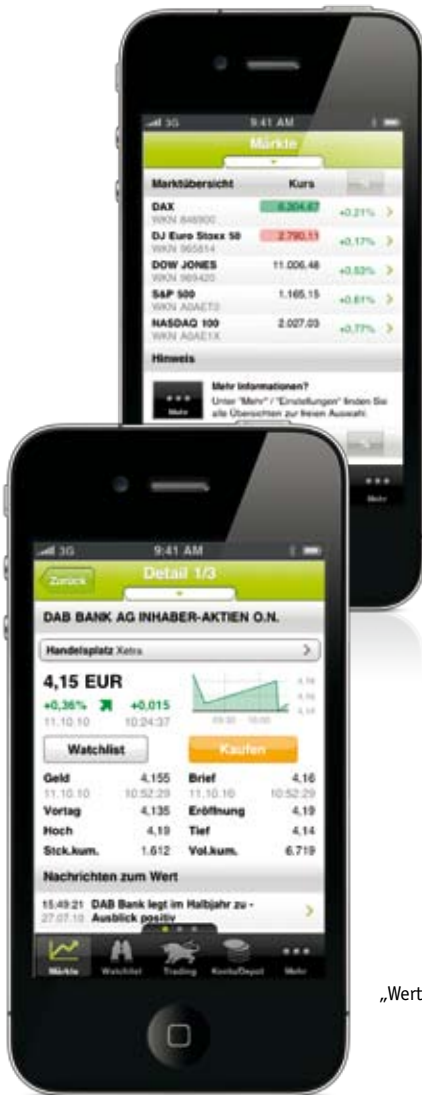 3G 9:41 AM
Märkte
Marktübersicht Kurs
DAX 6.304,67 +0,21%
WKN 846900
DJ Euro Stoxx 50 2.790,11 +0,17%
WKN 965814
DOW JONES 11.006,48 +0,53%
WKN 969420
S&P 500 1.165,15 +0,61%
WKN A0AET0
NASDAQ 100 2.027,03 +0,77%
WKN A0AE1X
Hinweis
Mehr Informationen?
Unter "Mehr" / "Einstellungen" finden Sie
alle Übersichten zur freien Auswahl.
Mehr
Mehr
3G 9:41 AM
Zurück Detail 1/3
DAB BANK AG INHABER-AKTIEN O.N.
Handelsplatz Xetra
4,15 EUR
+0,36% +0,015
11.10.10 10:24:37
09:30 10:00
Watchlist Kaufen
Geld 4,155 Brief 4,16
11.10.10 10:52:29 11.10.10 10:52:29
Vortag 4,135 Eröffnung 4,19
Hoch 4,19 Tief 4,14
Stck.kum. 1.612 Vol.kum. 6.719
Nachrichten zum Wert
15:49:21 DAB Bank legt im Halbjahr zu -
27.07.10 Ausblick positiv
Märkte Watchlist Trading Konto/Depot Mehr
„Wert